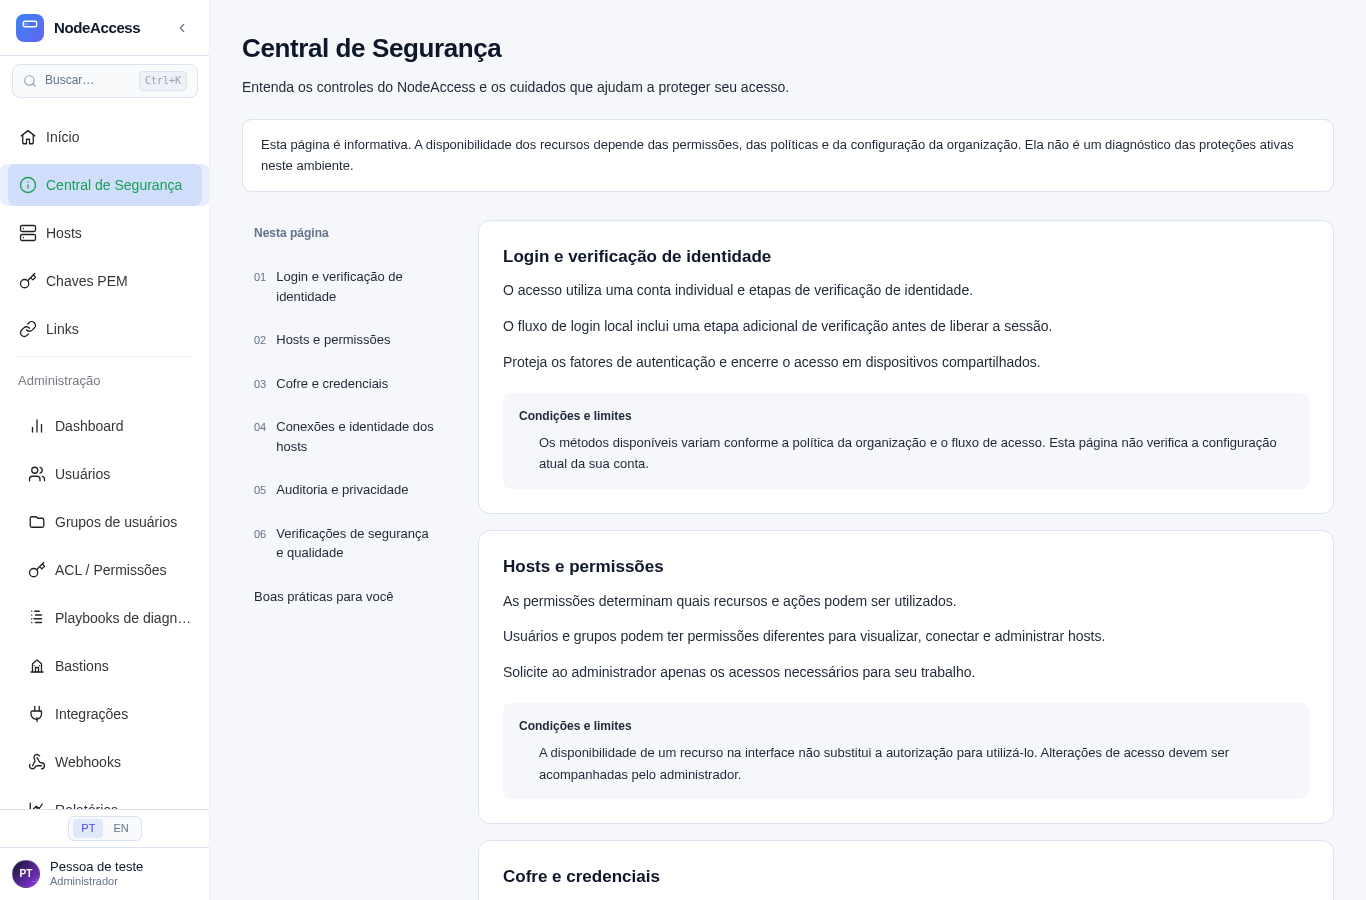 NodeAccess
Buscar…
Ctrl+K
Início
Central de Segurança
Hosts
Chaves PEM
Links
Administração
Dashboard
Usuários
Grupos de usuários
ACL / Permissões
Playbooks de diagn…
Bastions
Integrações
Webhooks
Relatórios
PT EN
PT
Pessoa de teste
Administrador
Central de Segurança
Entenda os controles do NodeAccess e os cuidados que ajudam a proteger seu acesso.
Esta página é informativa. A disponibilidade dos recursos depende das permissões, das políticas e da configuração da organização. Ela não é um diagnóstico das proteções ativas
neste ambiente.
Nesta página
01 Login e verificação de
identidade
02 Hosts e permissões
03 Cofre e credenciais
04 Conexões e identidade dos
hosts
05 Auditoria e privacidade
06 Verificações de segurança
e qualidade
Boas práticas para você
Login e verificação de identidade
O acesso utiliza uma conta individual e etapas de verificação de identidade.
O fluxo de login local inclui uma etapa adicional de verificação antes de liberar a sessão.
Proteja os fatores de autenticação e encerre o acesso em dispositivos compartilhados.
Condições e limites
Os métodos disponíveis variam conforme a política da organização e o fluxo de acesso. Esta página não verifica a configuração
atual da sua conta.
Hosts e permissões
As permissões determinam quais recursos e ações podem ser utilizados.
Usuários e grupos podem ter permissões diferentes para visualizar, conectar e administrar hosts.
Solicite ao administrador apenas os acessos necessários para seu trabalho.
Condições e limites
A disponibilidade de um recurso na interface não substitui a autorização para utilizá-lo. Alterações de acesso devem ser
acompanhadas pelo administrador.
Cofre e credenciais